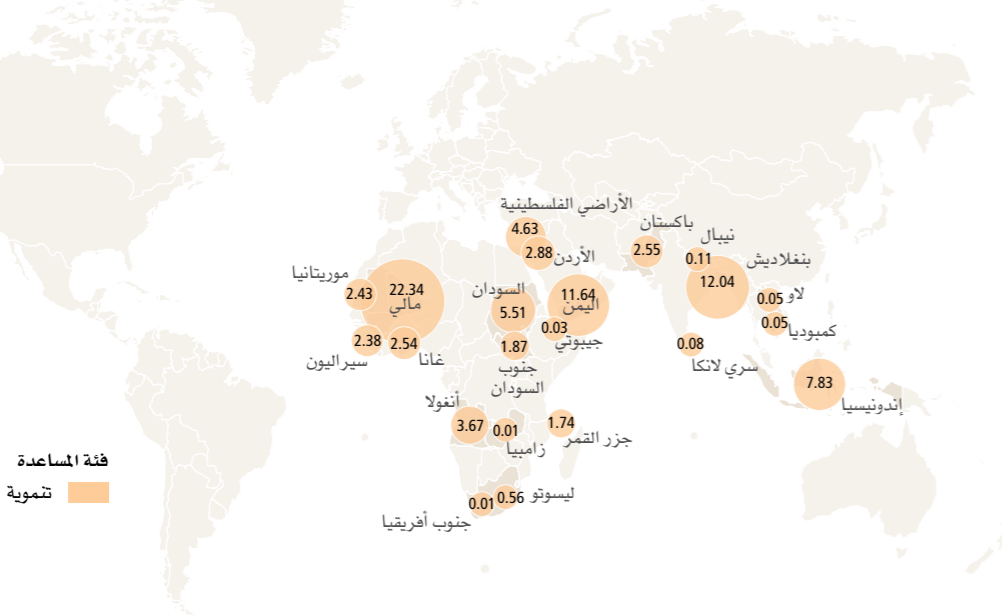 الأراضي الفلسطينية
4.63
باكستان
2.55
نيبال
0.11
الأردن
2.88
بنغلاديش
12.04
موريتانيا
2.43
22.34
مالي
السودان
5.51
11.64
اليمن
0.05 لاو
0.03
جيبوتي
0.05
كمبوديا
2.38
سيراليون
2.54
غانا
1.87
جنوب
السودان
0.08
سري لانكا
7.83
إندونيسيا
أنغولا
3.67
0.01
زامبيا
1.74
جزر القمر
فئة المساعدة
تنموية
ليسوتو 0.56
0.01
جنوب أفريقيا